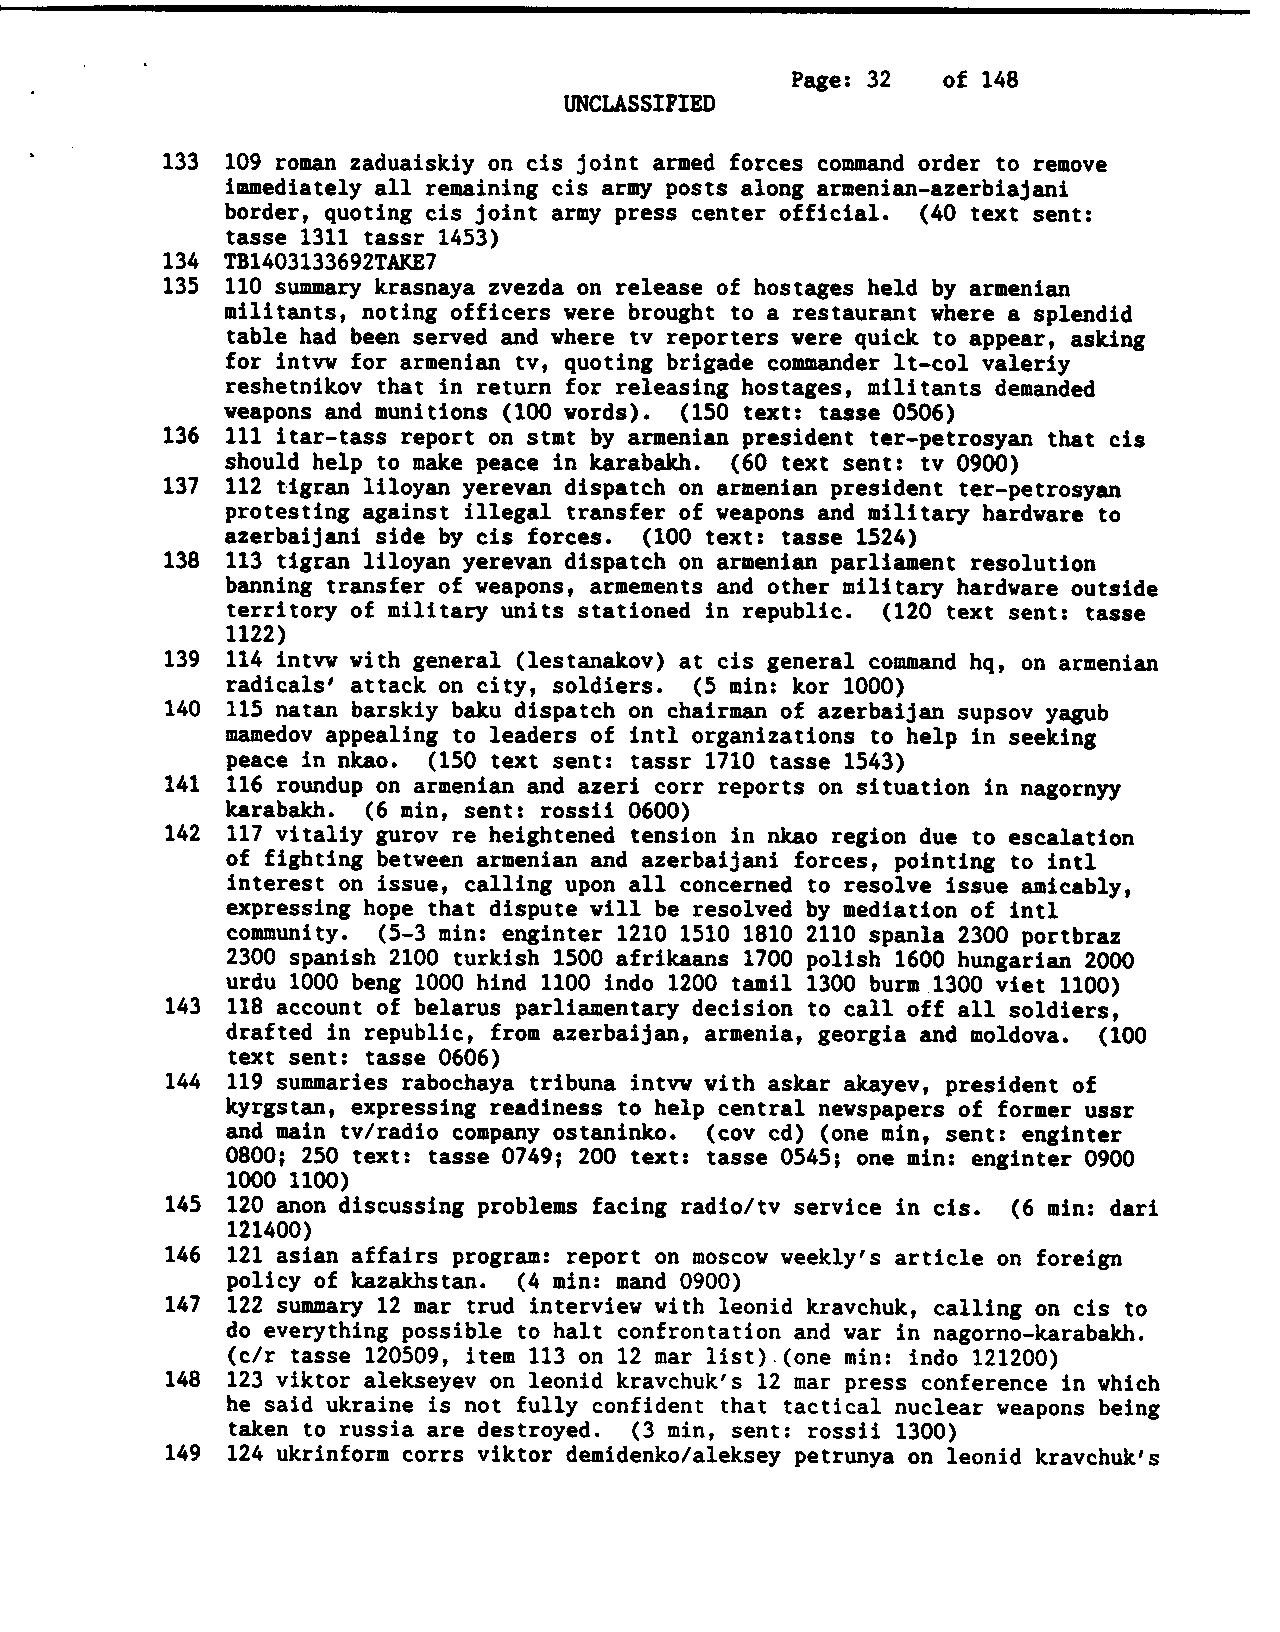 Page: 32 of 148
UNCLASSIFIED
133 109 roman zaduaiskiy on cis joint armed forces command order to remove
immediately all remaining cis army posts along armenian-azerbiajani
border, quoting cis joint army press center official. (40 text sent:
tasse 1311 tassr 1453)
134 TB1403133692TAKE7
135 110 summary krasnaya zvezda on release of hostages held by armenian
militants, noting officers were brought to a restaurant where a splendid
table had been served and where tv reporters were quick to appear, asking
for intvw for armenian tv, quoting brigade commander lt-col valeriy
reshetnikov that in return for releasing hostages, militants demanded
weapons and munitions (100 words). (150 text: tasse 0506)
136 111 itar-tass report on stmt by armenian president ter-petrosyan that cis
should help to make peace in karabakh. (60 text sent: tv 0900)
137 112 tigran liloyan yerevan dispatch on armenian president ter-petrosyan
protesting against illegal transfer of weapons and military hardware to
azerbaijani side by cis forces. (100 text: tasse 1524)
138 113 tigran liloyan yerevan dispatch on armenian parliament resolution
banning transfer of weapons, armements and other military hardware outside
territory of military units stationed in republic. (120 text sent: tasse
1122)
139 114 intvw with general (lestanakov) at cis general command hq, on armenian
radicals' attack on city, soldiers. (5 min: kor 1000)
140 115 natan barskiy baku dispatch on chairman of azerbaijan supsov yagub
mamedov appealing to leaders of intl organizations to help in seeking
peace in nkao. (150 text sent: tassr 1710 tasse 1543)
141 116 roundup on armenian and azeri corr reports on situation in nagornyy
karabakh. (6 min, sent: rossii 0600)
142 117 vitaliy gurov re heightened tension in nkao region due to escalation
of fighting between armenian and azerbaijani forces, pointing to intl
interest on issue, calling upon all concerned to resolve issue amicably,
expressing hope that dispute will be resolved by mediation of intl
community. (5-3 min: enginter 1210 1510 1810 2110 spanla 2300 portbraz
2300 spanish 2100 turkish 1500 afrikaans 1700 polish 1600 hungarian 2000
urdu 1000 beng 1000 hind 1100 indo 1200 tamil 1300 burm 1300 viet 1100)
143 118 account of belarus parliamentary decision to call off all soldiers,
drafted in republic, from azerbaijan, armenia, georgia and moldova. (100
text sent: tasse 0606)
144 119 summaries rabochaya tribuna intvw with askar akayev, president of
kyrgstan, expressing readiness to help central newspapers of former ussr
and main tv/radio company ostaninko. (cov cd) (one min, sent: enginter
0800; 250 text: tasse 0749; 200 text: tasse 0545; one min: enginter 0900
1000 1100)
145 120 anon discussing problems facing radio/tv service in cis. (6 min: dari
121400)
146 121 asian affairs program: report on moscow weekly's article on foreign
policy of kazakhstan. (4 min: mand 0900)
147 122 summary 12 mar trud interview with leonid kravchuk, calling on cis to
do everything possible to halt confrontation and war in nagorno-karabakh.
(c/r tasse 120509, item 113 on 12 mar list) (one min: indo 121200)
148 123 viktor alekseyev on leonid kravchuk's 12 mar press conference in which
he said ukraine is not fully confident that tactical nuclear weapons being
taken to russia are destroyed. (3 min, sent: rossii 1300)
149 124 ukrinform corrs viktor demidenko/aleksey petrunya on leonid kravchuk's